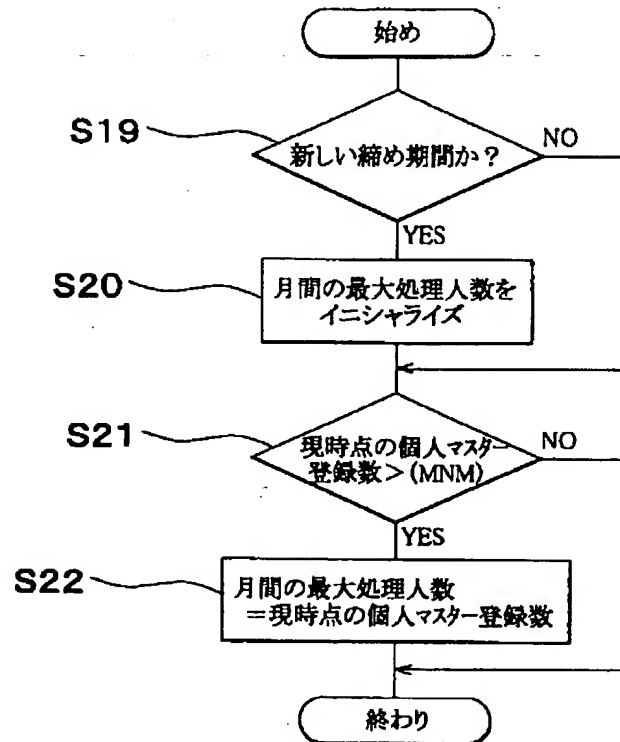 始め
S19
新しい締め期間か？
NO
YES
S20
月間の最大処理人数を
イニシャライズ
S21
現時点の個人マスター
登録数＞(MNM)
NO
YES
S22
月間の最大処理人数
＝現時点の個人マスター登録数
終わり